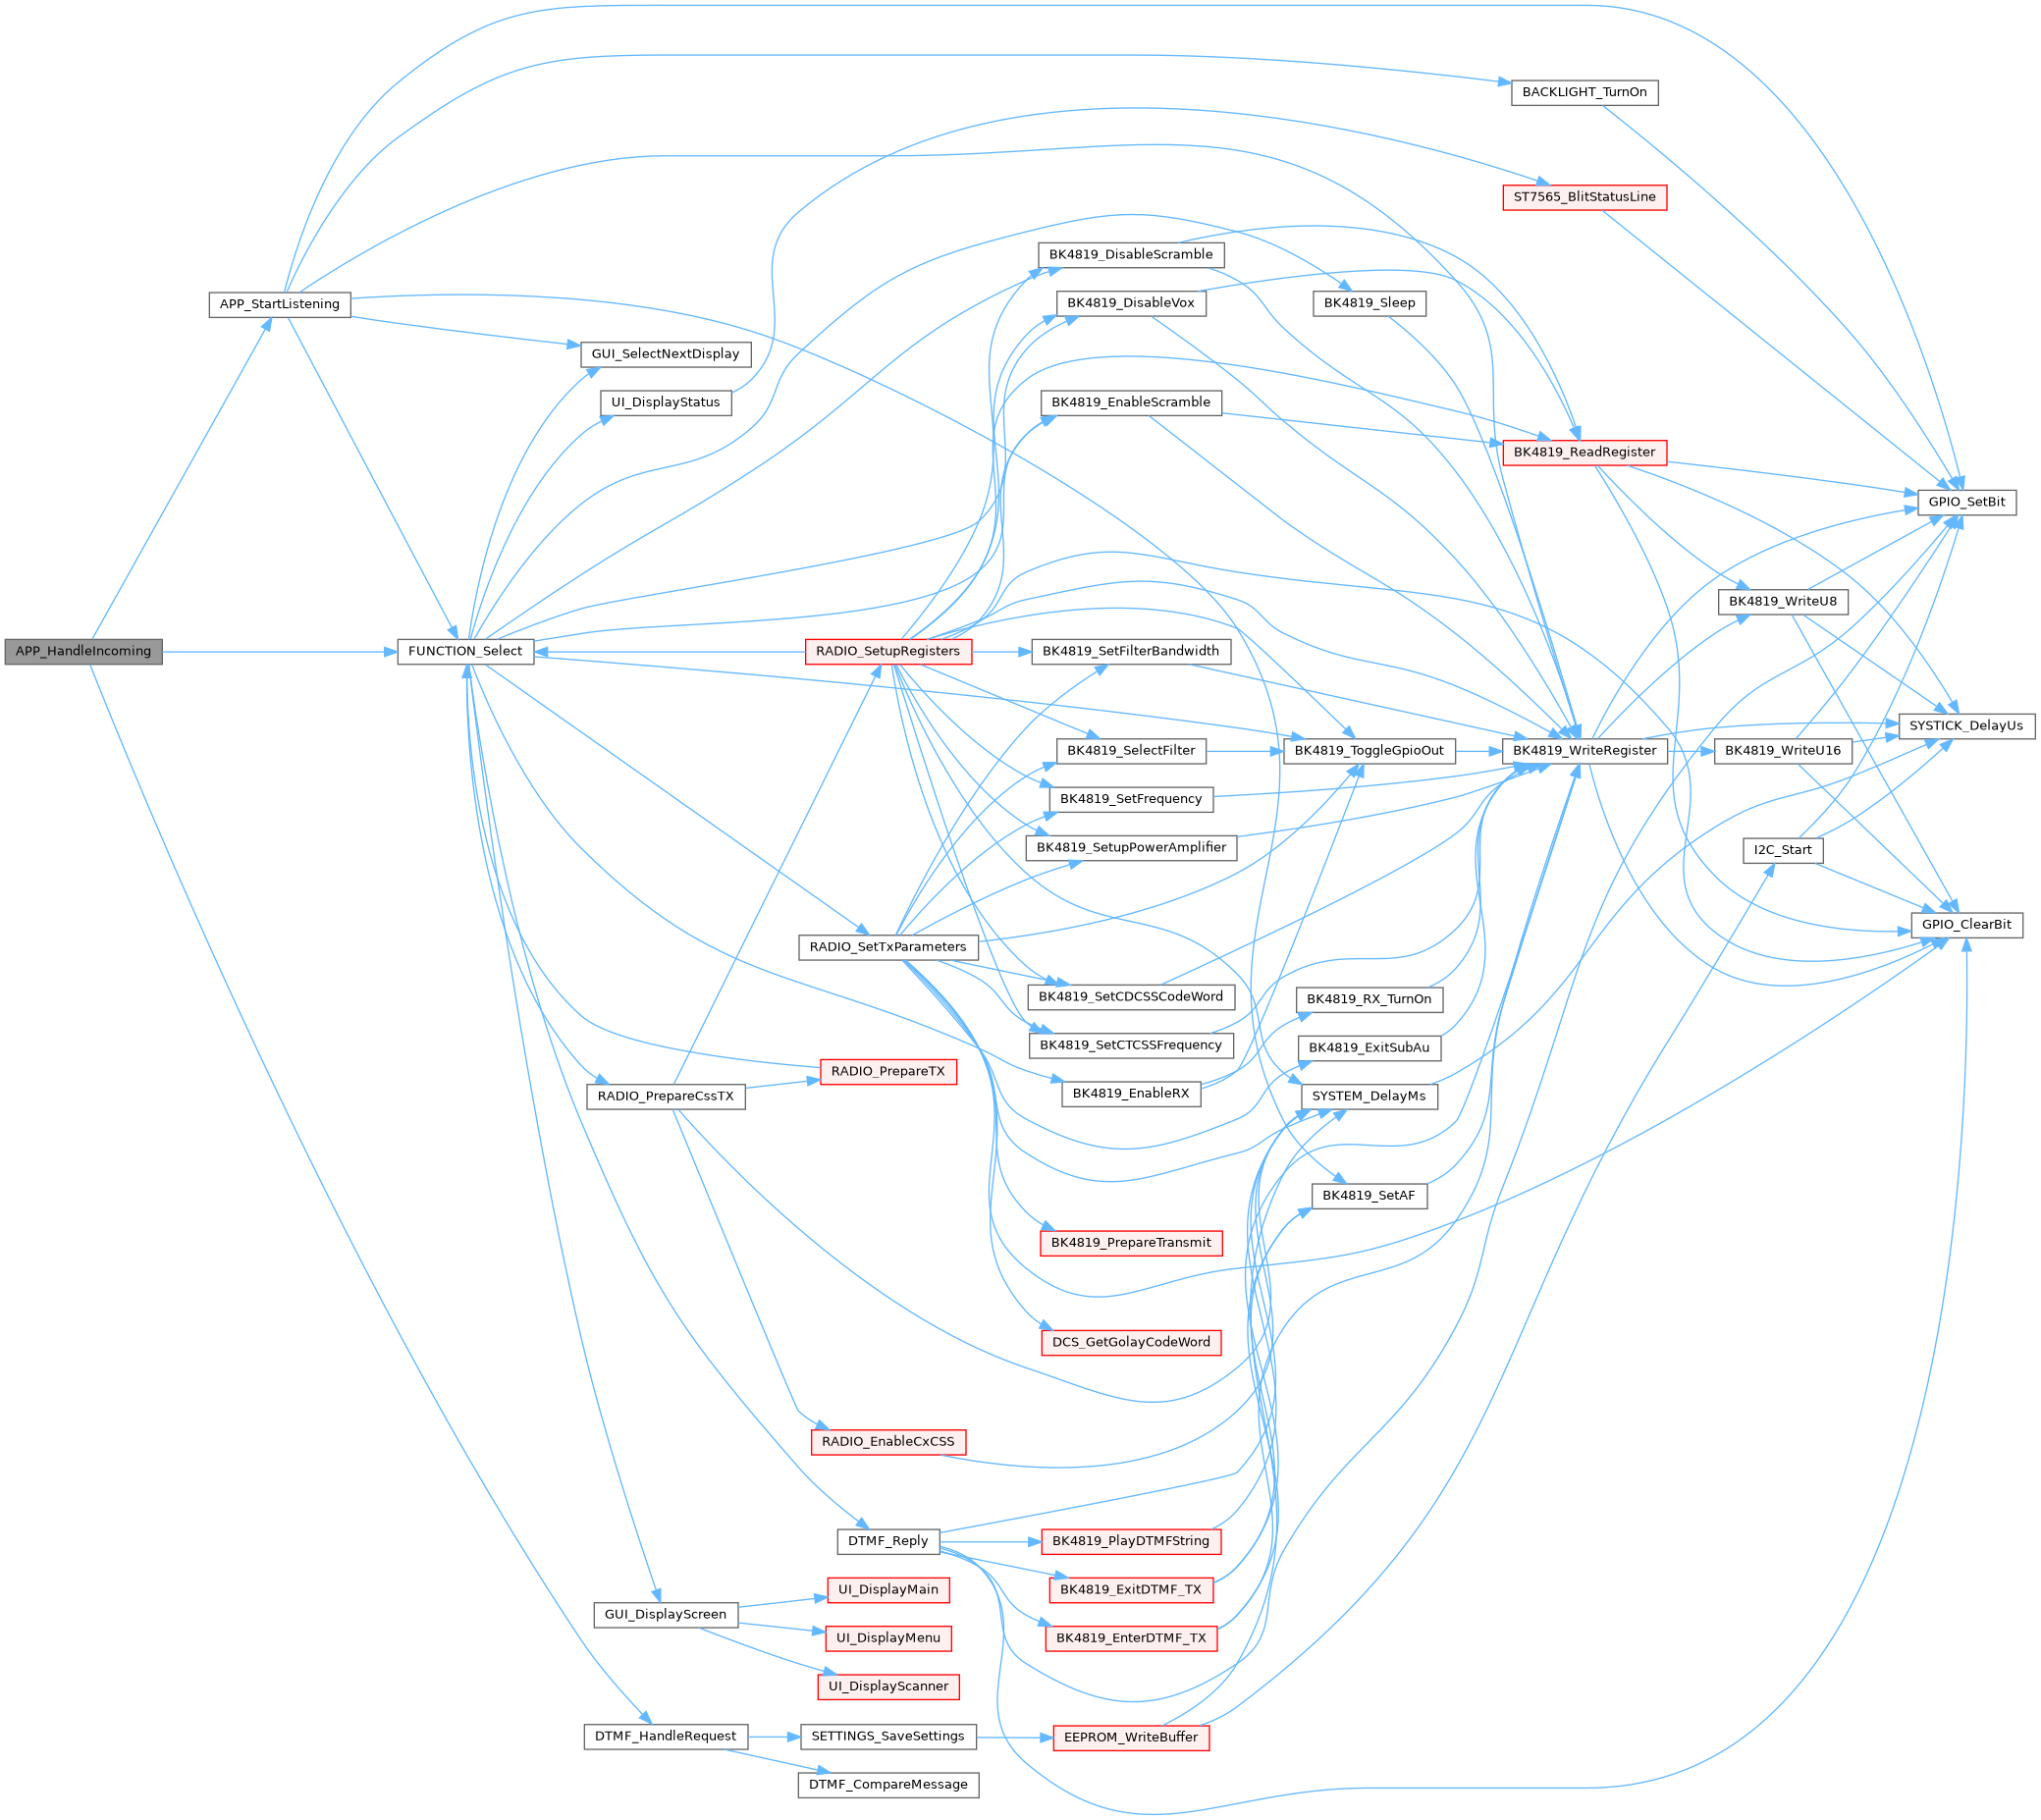 BACKLIGHT_TurnOn
ST7565_BlitStatusLine
BK4819_DisableScramble
APP_StartListening
BK4819_DisableVox
BK4819_Sleep
GUI_SelectNextDisplay
UI_DisplayStatus
BK4819_EnableScramble
BK4819_ReadRegister
GPIO_SetBit
BK4819_WriteU8
APP_HandleIncoming
FUNCTION_Select
RADIO_SetupRegisters
BK4819_SetFilterBandwidth
SYSTICK_DelayUs
BK4819_SelectFilter
BK4819_ToggleGpioOut
BK4819_WriteRegister
BK4819_WriteU16
BK4819_SetFrequency
BK4819_SetupPowerAmplifier
I2C_Start
GPIO_ClearBit
RADIO_SetTxParameters
BK4819_SetCDCSSCodeWord
BK4819_RX_TurnOn
BK4819_SetCTCSSFrequency
BK4819_ExitSubAu
RADIO_PrepareTX
RADIO_PrepareCssTX
BK4819_EnableRX
SYSTEM_DelayMs
BK4819_SetAF
BK4819_PrepareTransmit
DCS_GetGolayCodeWord
RADIO_EnableCxCSS
DTMF_Reply
BK4819_PlayDTMFString
UI_DisplayMain
BK4819_ExitDTMF_TX
GUI_DisplayScreen
UI_DisplayMenu
BK4819_EnterDTMF_TX
UI_DisplayScanner
DTMF_HandleRequest
SETTINGS_SaveSettings
EEPROM_WriteBuffer
DTMF_CompareMessage